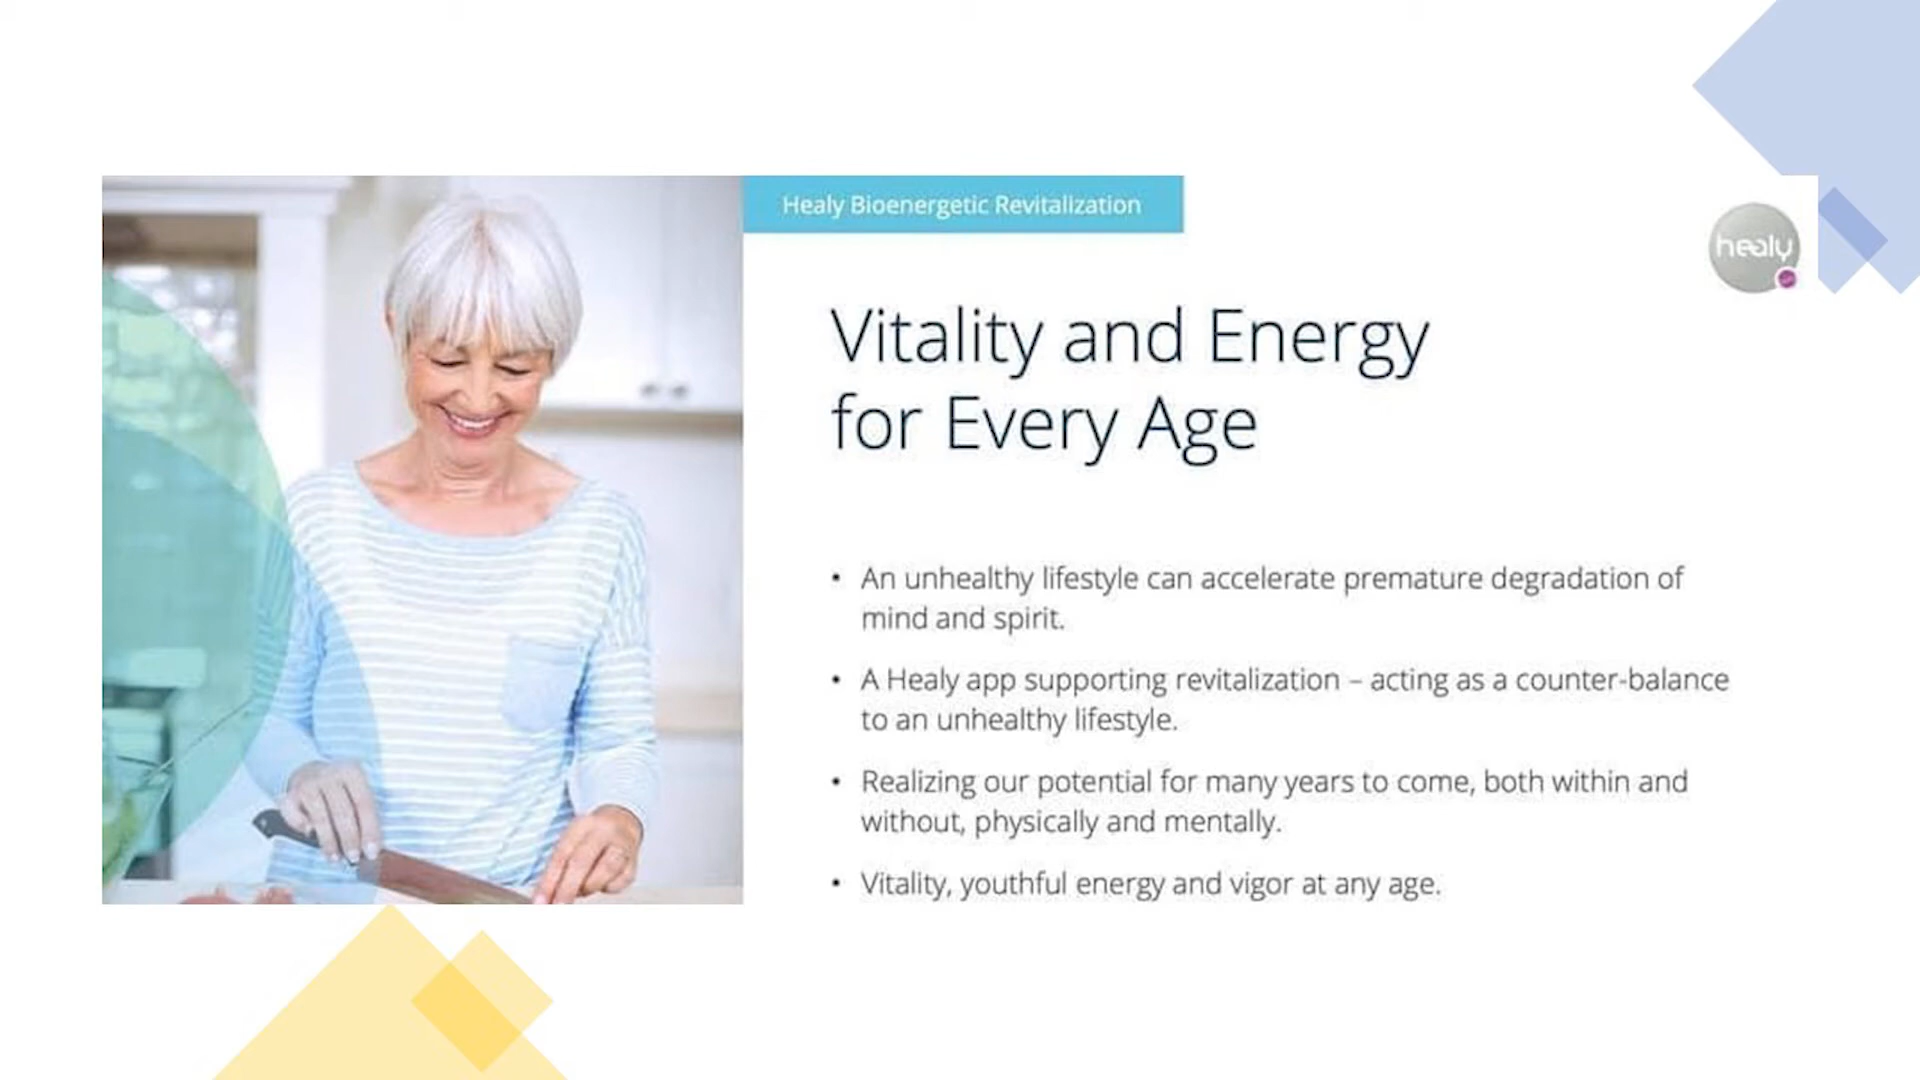 Healy Bioenergetic Revitalization
healy
Vitality and Energy
for Every Age
• An unhealthy lifestyle can accelerate premature degradation of
mind and spirit.
• A Healy app supporting revitalization – acting as a counter-balance
to an unhealthy lifestyle.
• Realizing our potential for many years to come, both within and
without, physically and mentally.
• Vitality, youthful energy and vigor at any age.